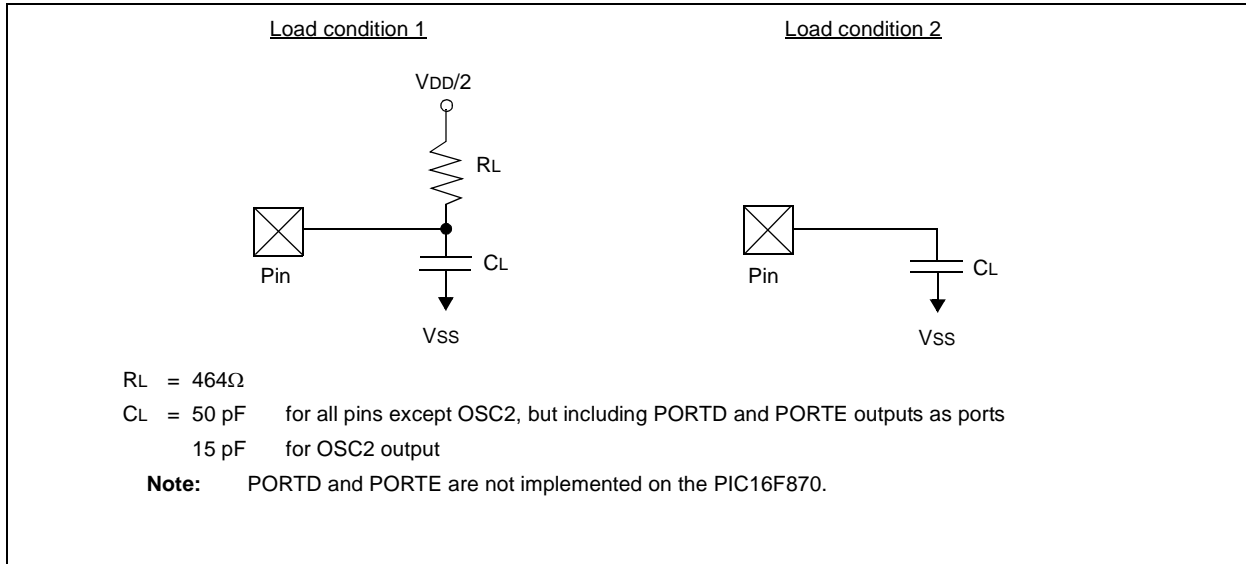 Load condition 1
Load condition 2
VDD/2
RL
Pin
CL
VSS
Pin
CL
VSS
RL = 464Ω
CL = 50 pF for all pins except OSC2, but including PORTD and PORTE outputs as ports
15 pF for OSC2 output
Note: PORTD and PORTE are not implemented on the PIC16F870.